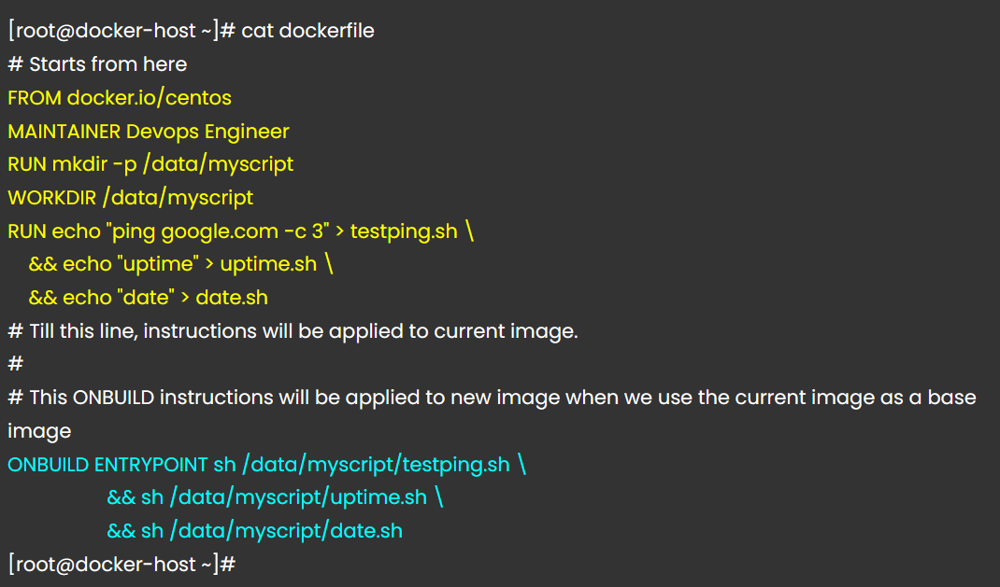 [root@docker-host ~]# cat dockerfile
# Starts from here
FROM docker.io/centos
MAINTAINER Devops Engineer
RUN mkdir -p /data/myscript
WORKDIR /data/myscript
RUN echo "ping google.com -c 3" > testping.sh \
&& echo "uptime" > uptime.sh \
&& echo "date" > date.sh
# Till this line, instructions will be applied to current image.
#
# This ONBUILD instructions will be applied to new image when we use the current image as a base
image
ONBUILD ENTRYPOINT sh /data/myscript/testping.sh \
&& sh /data/myscript/uptime.sh \
&& sh /data/myscript/date.sh
[root@docker-host ~]#